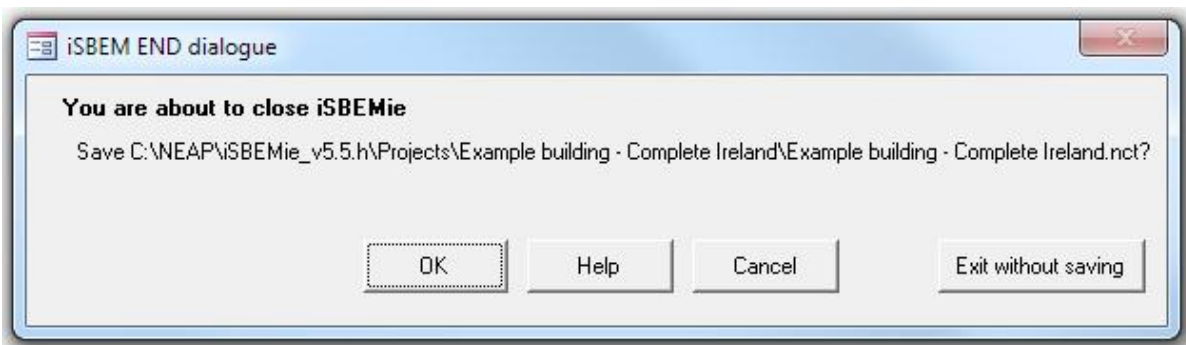 iSBEM END dialogue
You are about to close iSBEMie
Save C:\NEAP\iSBEMie_v5.5.h\Projects\Example building - Complete Ireland\Example building - Complete Ireland.nct?
OK Help Cancel Exit without saving